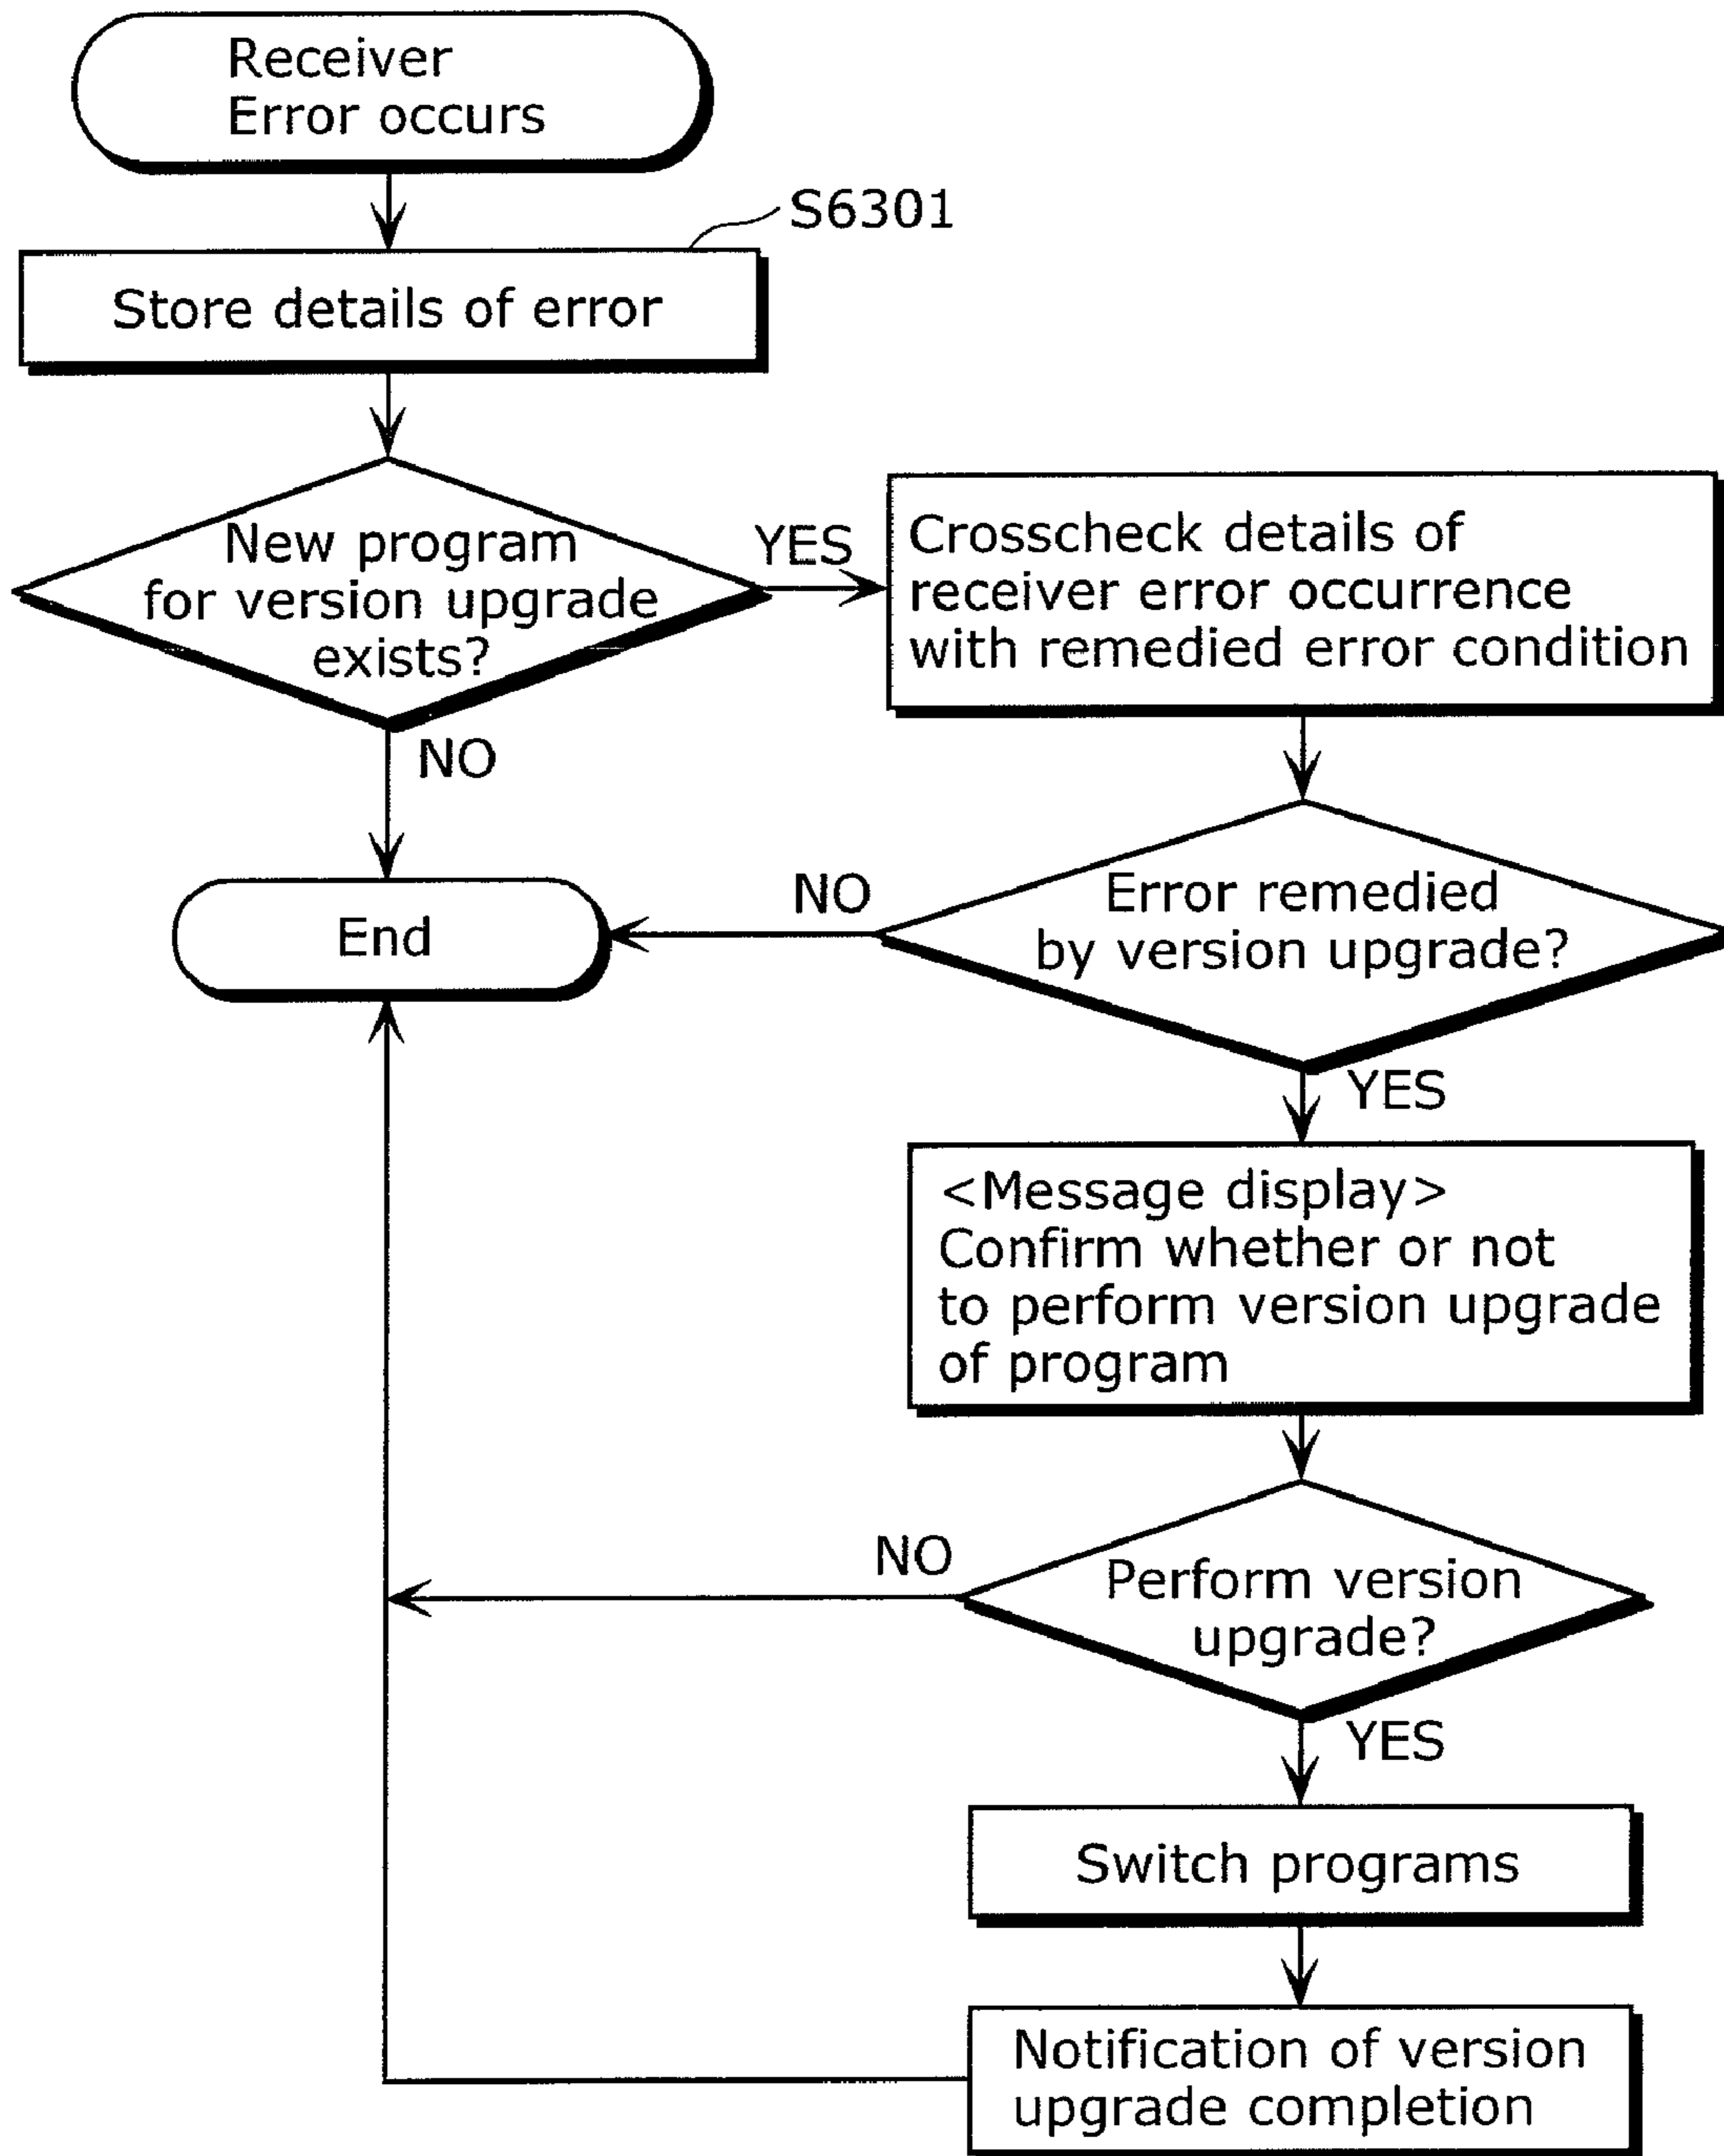 Receiver
Error occurs
S6301
Store details of error
New program
for version upgrade
exists?
YES
Crosscheck details of
receiver error occurrence
with remedied error condition
NO
End
NO
Error remedied
by version upgrade?
YES
<Message display>
Confirm whether or not
to perform version upgrade
of program
NO
Perform version
upgrade?
YES
Switch programs
Notification of version
upgrade completion